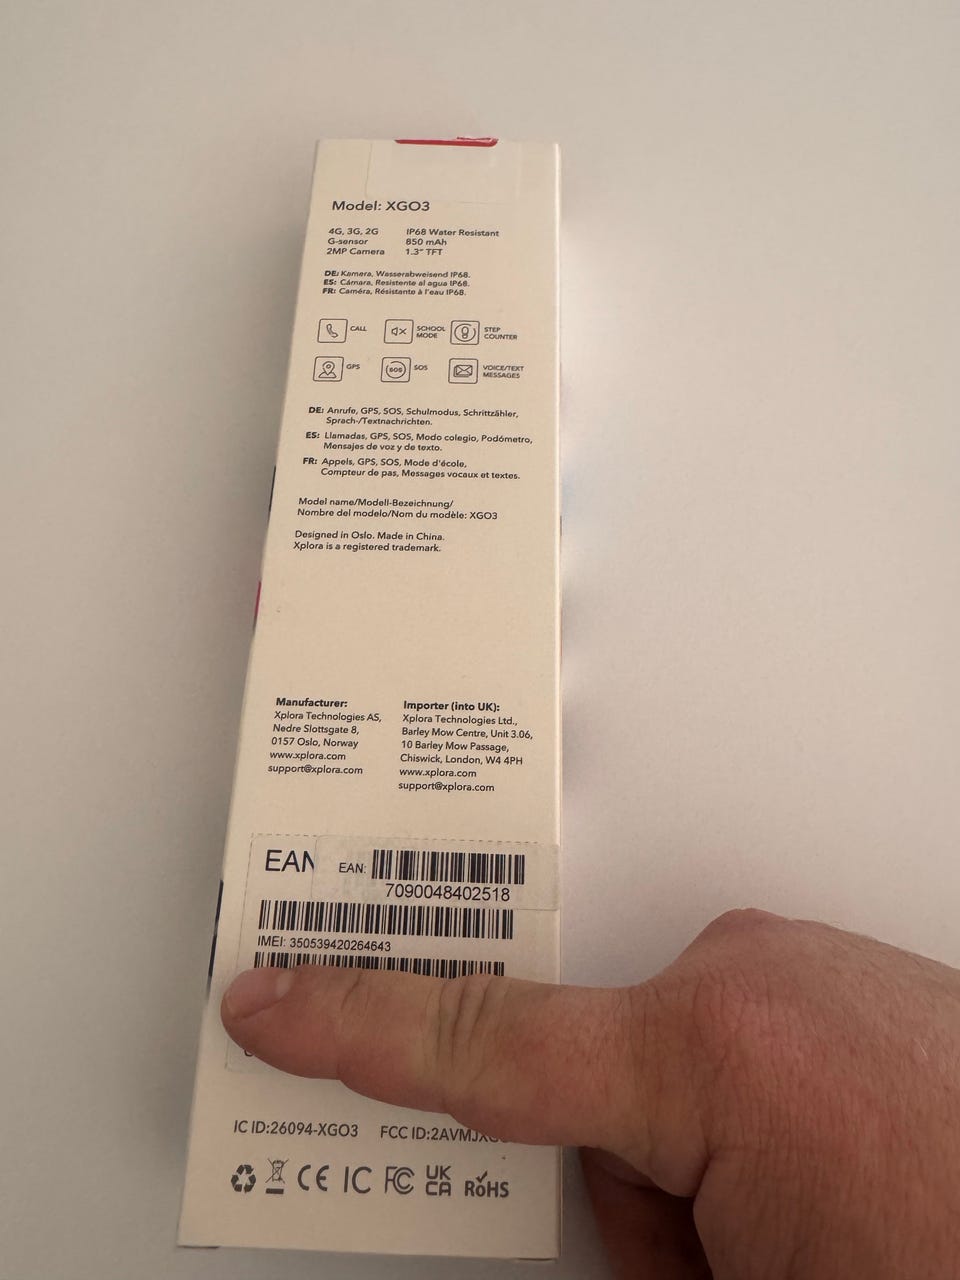 Model: XGO3
4G, 3G, 2G
G-sensor
2MP Camera
IP68 Water Resistant
850 mAh
1.3" TFT
DE: Kamera, Wasserabweisend IP68.
ES: Cámara, Resistente al agua IP68.
FR: Caméra, Résistante à l'eau IP68.
CALL
SCHOOL
MODE
STEP
COUNTER
GPS
SOS
SOS
VOICE/TEXT
MESSAGES
DE: Anrufe, GPS, SOS, Schulmodus, Schrittzähler,
Sprach-/Textnachrichten.
ES: Llamadas, GPS, SOS, Modo colegio, Podómetro,
Mensajes de voz y de texto.
FR: Appels, GPS, SOS, Mode d'école,
Compteur de pas, Messages vocaux et textes.
Model name/Modell-Bezeichnung/
Nombre del modelo/Nom du modèle: XGO3
Designed in Oslo. Made in China.
Xplora is a registered trademark.
Manufacturer:
Xplora Technologies AS,
Nedre Slottsgate 8,
0157 Oslo, Norway
www.xplora.com
support@xplora.com
Importer (into UK):
Xplora Technologies Ltd.,
Barley Mow Centre, Unit 3.06,
10 Barley Mow Passage,
Chiswick, London, W4 4PH
www.xplora.com
support@xplora.com
EAN
EAN:
7090048402518
IMEI: 350539420264643
IC ID:26094-XGO3
FCC ID:2AVMJXGO
CE IC FC UK CA RoHS